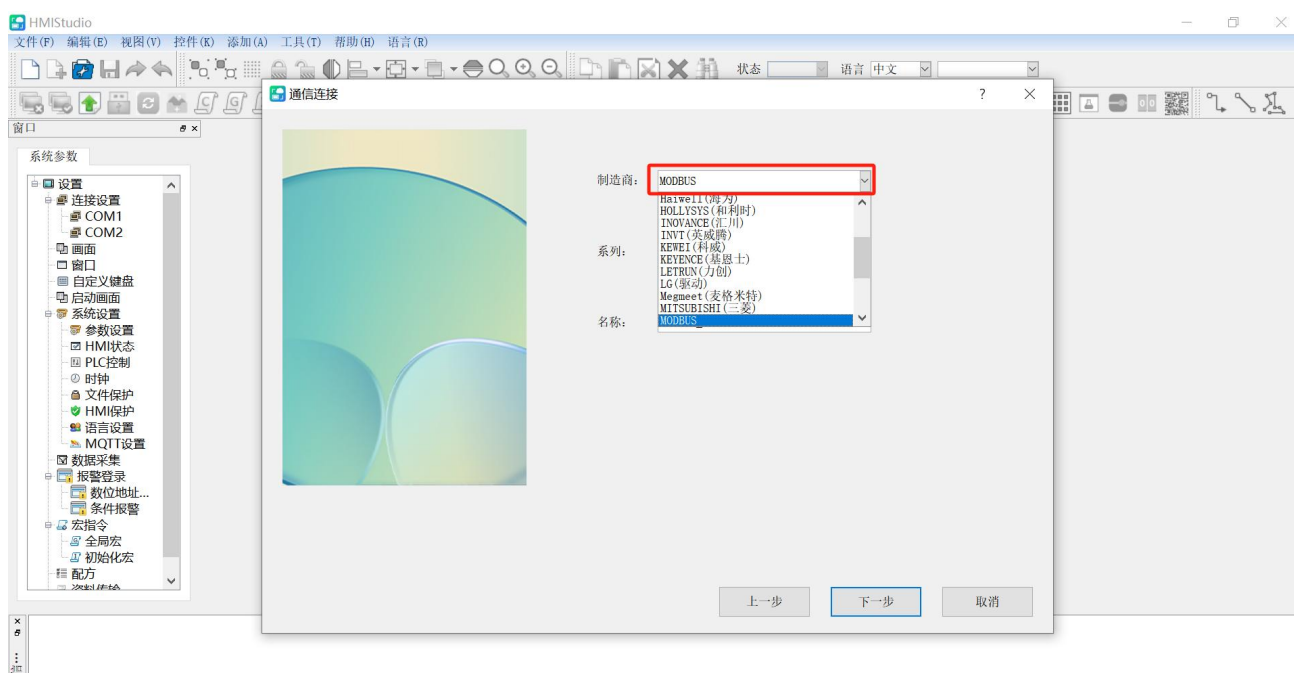 HMIStudio
文件(F) 编辑(E) 视图(V) 控件(K) 添加(A) 工具(T) 帮助(H) 语言(R)
状态 语言 中文
窗口
系统参数
设置
连接设置
COM1
COM2
画面
窗口
自定义键盘
启动画面
系统设置
参数设置
HMI状态
PLC控制
时钟
文件保护
HMI保护
语言设置
MQTT设置
数据采集
报警登录
数位地址...
条件报警
宏指令
全局宏
初始化宏
配方
资料传输
通信连接
制造商: MODBUS
Haiwell(海为)
HOLLYSYS(和利时)
INOVANCE(汇川)
INVT(英威腾)
KEWEI(科威)
KEYENCE(基恩士)
LETRUN(力创)
LG(驱动)
Megmeet(麦格米特)
MITSUBISHI(三菱)
MODBUS
系列:
名称:
上一步 下一步 取消